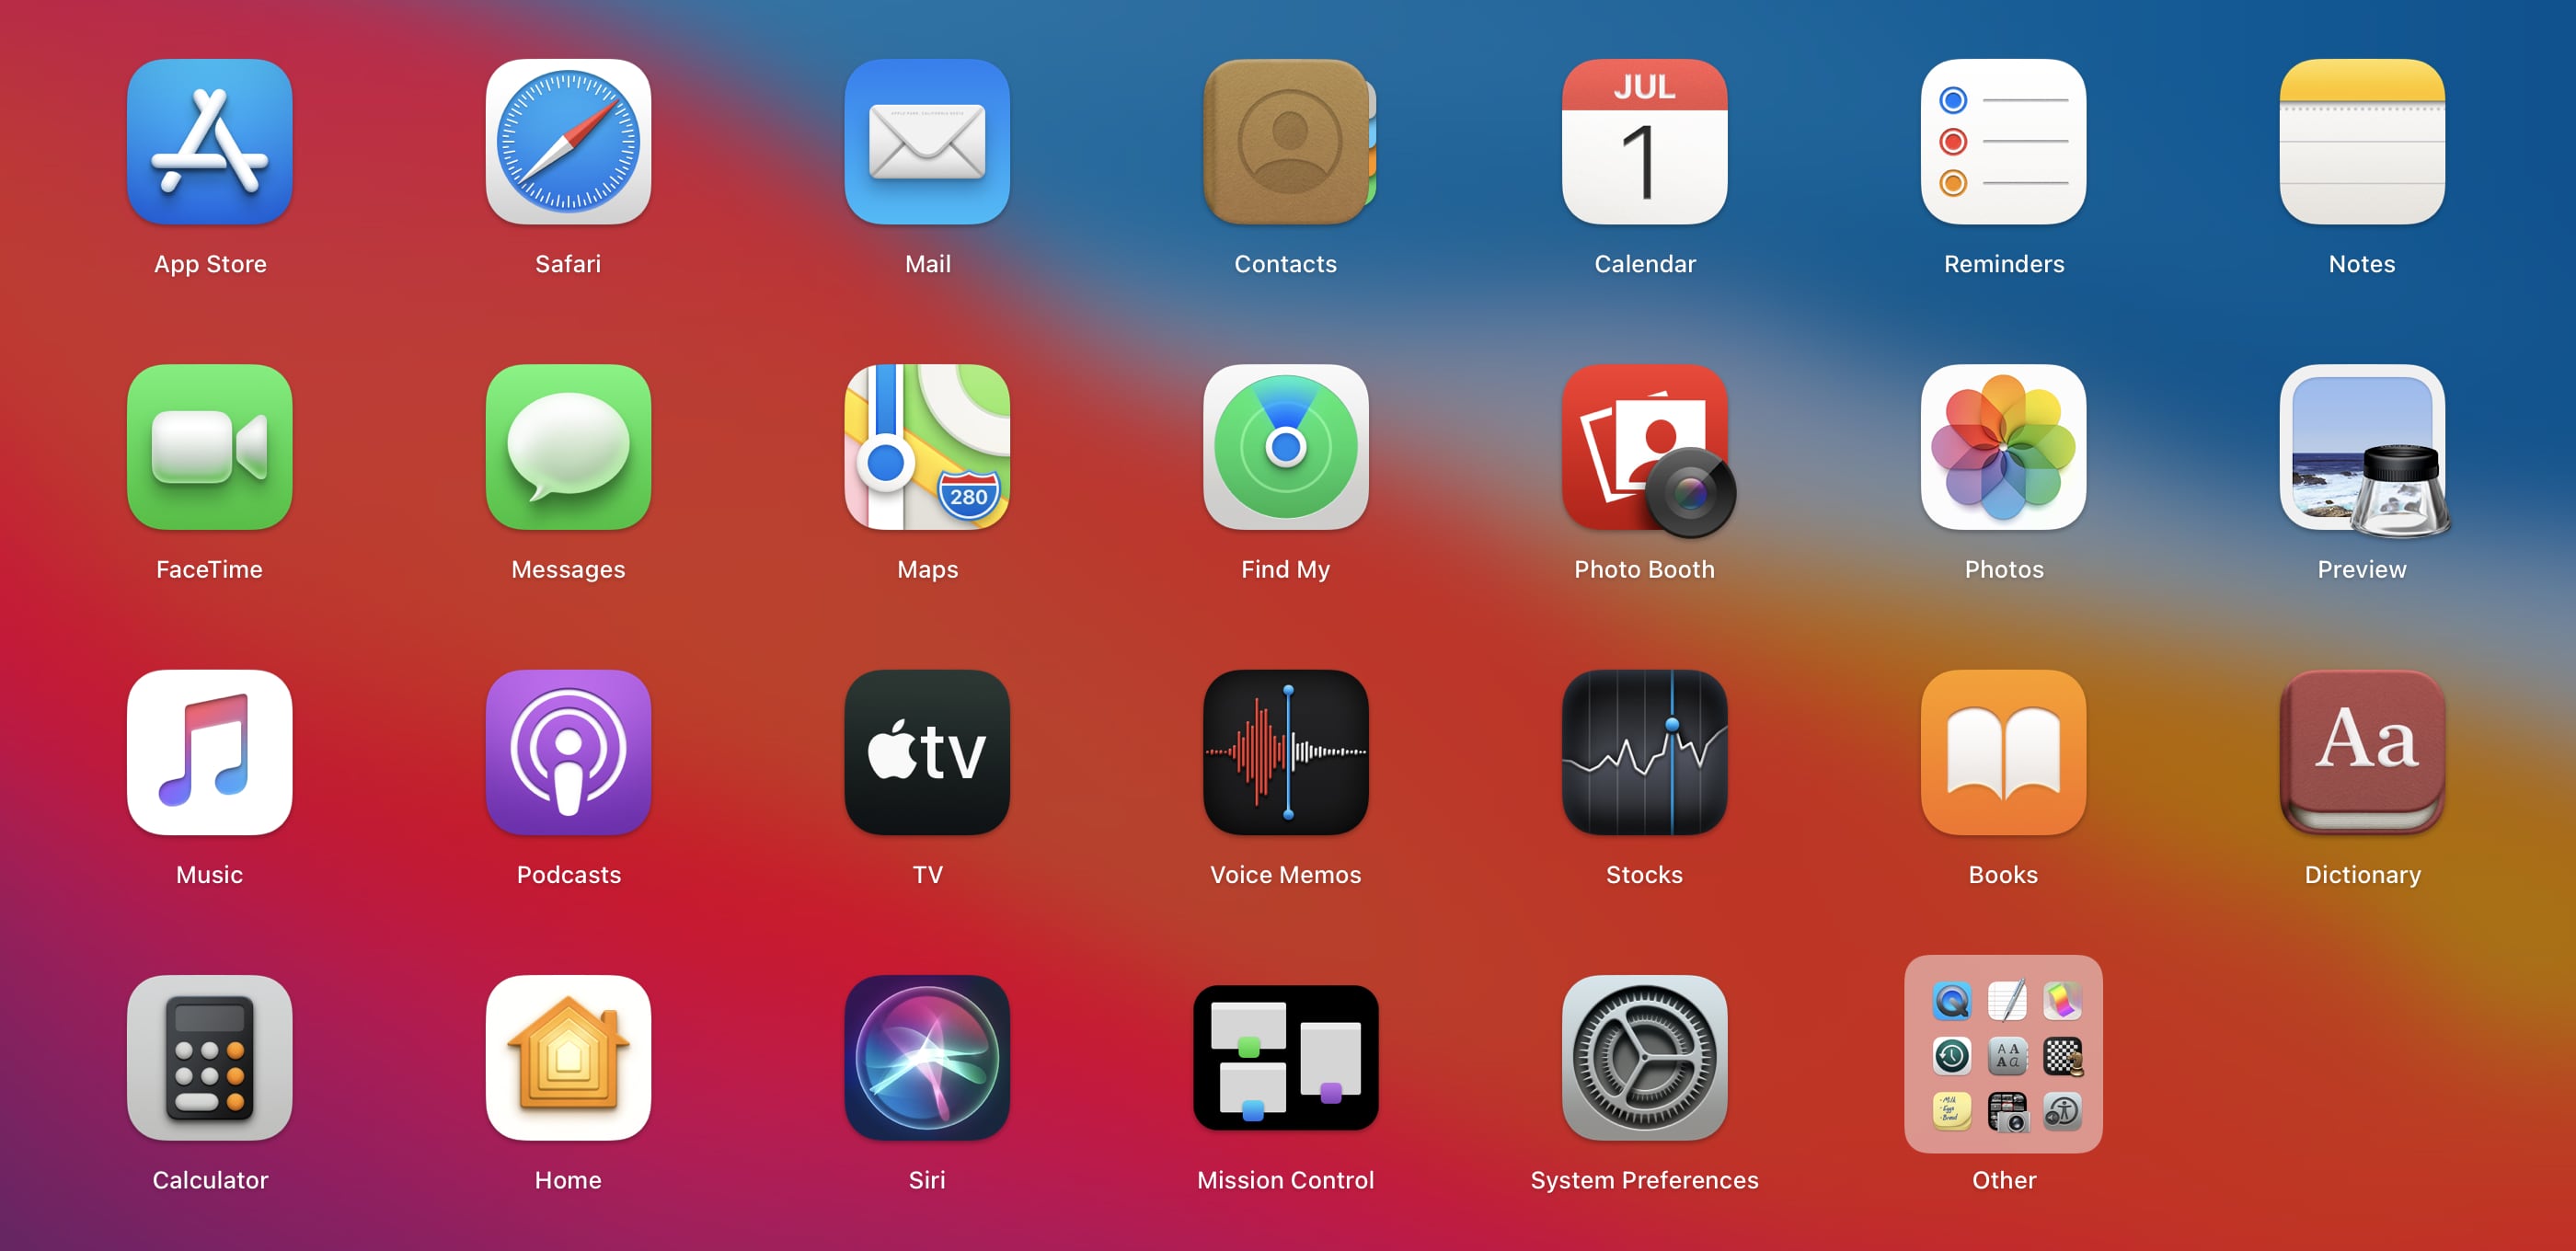 JUL
1
App Store
Safari
Mail
Contacts
Calendar
Reminders
Notes
280
FaceTime
Messages
Maps
Find My
Photo Booth
Photos
Preview
tv
Aa
Music
Podcasts
TV
Voice Memos
Stocks
Books
Dictionary
Calculator
Home
Siri
Mission Control
System Preferences
Other